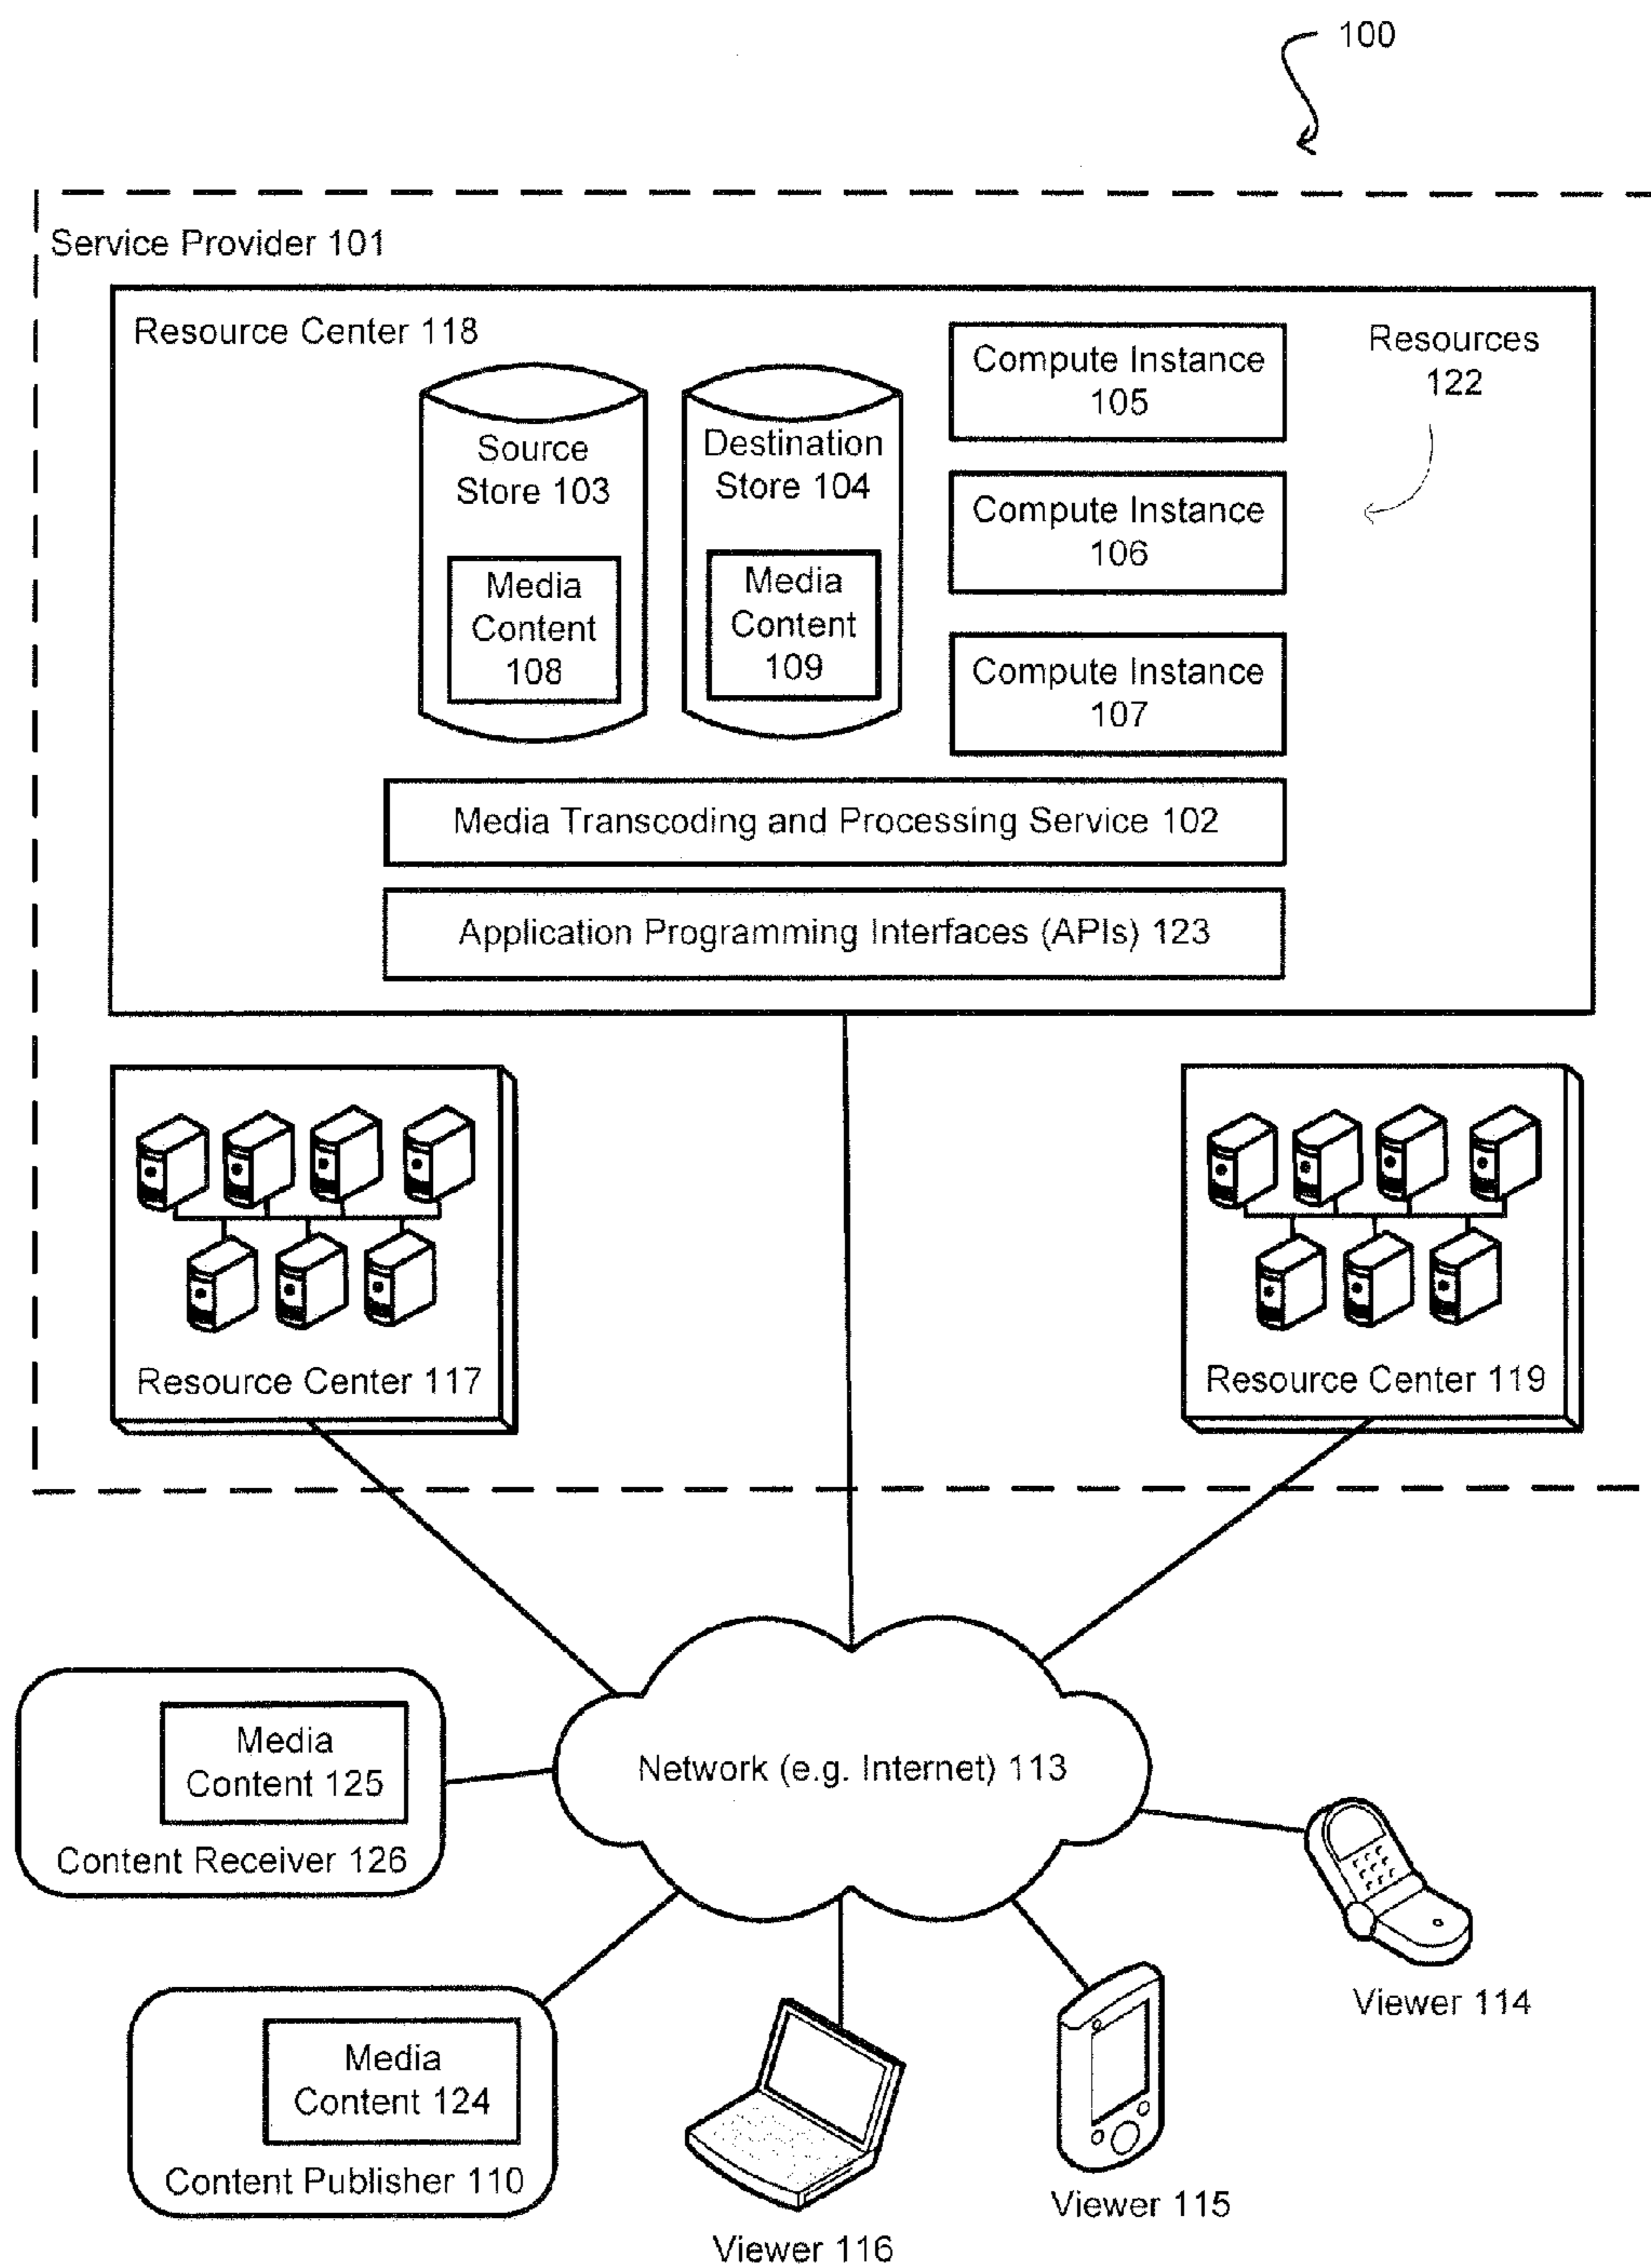 100
Service Provider 101
Resource Center 118
Resources
122
Source
Store 103
Media
Content
108
Destination
Store 104
Media
Content
109
Compute Instance
105
Compute Instance
106
Compute Instance
107
Media Transcoding and Processing Service 102
Application Programming Interfaces (APIs) 123
Resource Center 117
Resource Center 119
Network (e.g. Internet) 113
Media
Content 125
Content Receiver 126
Media
Content 124
Content Publisher 110
Viewer 114
Viewer 115
Viewer 116